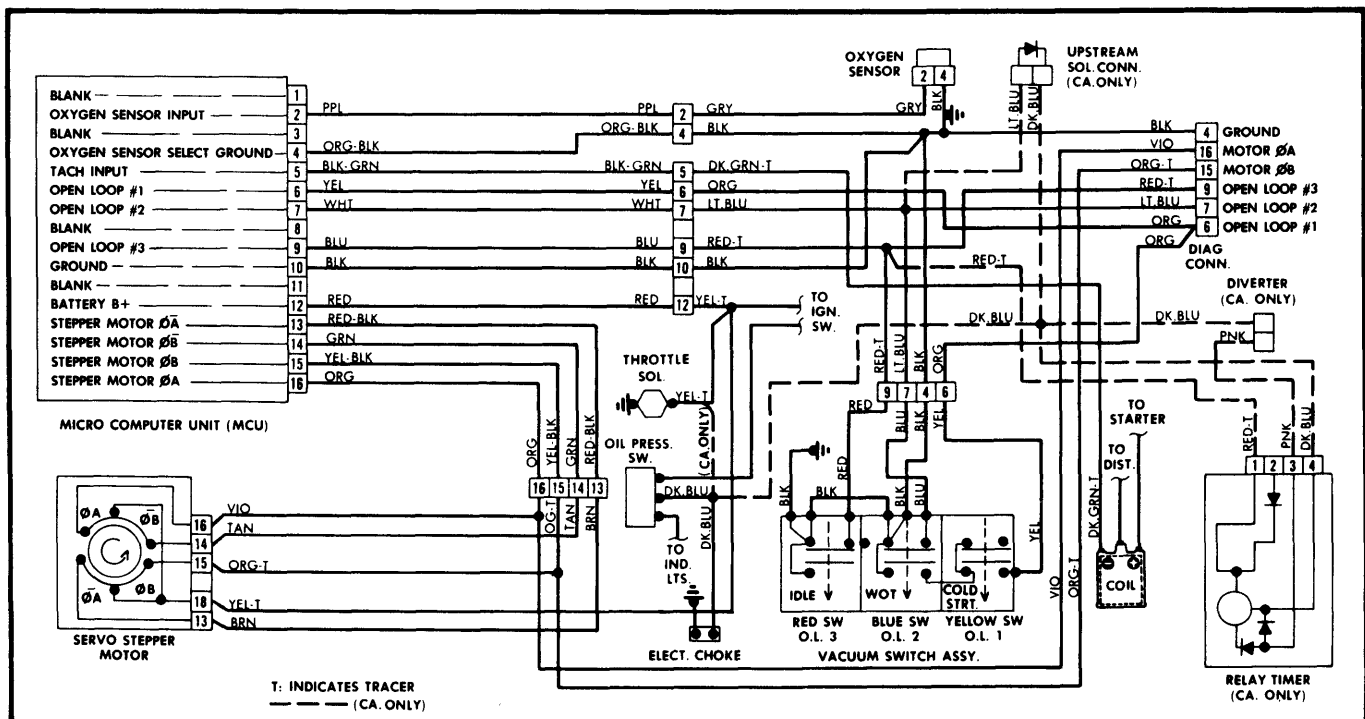 OXYGEN
SENSOR
2 4
UPSTREAM
SOL. CONN.
(CA. ONLY)
LT. BLU
DK. BLU
BLANK 1
OXYGEN SENSOR INPUT 2 PPL PPL 2 GRY GRY BLK
BLANK 3
ORG-BLK 4 BLK BLK 4 GROUND
OXYGEN SENSOR SELECT GROUND 4 ORG-BLK
VIO 16 MOTOR ØA
TACH INPUT 5 BLK-GRN BLK-GRN 5 DK. GRN-T
ORG-T 15 MOTOR ØB
OPEN LOOP #1 6 YEL YEL 6 ORG
RED-T 9 OPEN LOOP #3
OPEN LOOP #2 7 WHT WHT 7 LT. BLU
LT. BLU 7 OPEN LOOP #2
BLANK 8
ORG 6 OPEN LOOP #1
ORG
DIAG
CONN.
OPEN LOOP #3 9 BLU BLU 9 RED-T
RED-T
GROUND 10 BLK BLK 10 BLK
BLANK 11
BATTERY B+ 12 RED RED 12 YEL-T
TO
IGN.
SW.
DIVERTER
(CA. ONLY)
STEPPER MOTOR ØA̅ 13 RED-BLK
DK. BLU
DK. BLU
PNK
STEPPER MOTOR ØB̅ 14 GRN
STEPPER MOTOR ØB 15 YEL-BLK
STEPPER MOTOR ØA 16 ORG
MICRO COMPUTER UNIT (MCU)
THROTTLE
SOL.
YEL-T
(CA. ONLY)
RED-T
LT. BLU
BLK
ORG
9 7 4 6
RED
BLU
BLK
YEL
OIL PRESS.
SW.
DK. BLU
DK. BLU
TO
IND.
LTS.
ORG
YEL-BLK
GRN
RED-BLK
16 15 14 13
OG-T
TAN
BRN
TO
STARTER
TO
DIST.
RED-T
PNK
DK. BLU
1 2 3 4
BLK
BLK
RED
BLK
BLU
YEL
DK. GRN-T
VIO
ORG-T
COIL
ØA
ØB̅
A̅Ø
ØB
16 VIO
14 TAN
15 ORG-T
18 YEL-T
13 BRN
SERVO STEPPER
MOTOR
IDLE
WOT
COLD
STRT.
RED SW
O.L. 3
BLUE SW
O.L. 2
YELLOW SW
O.L. 1
VACUUM SWITCH ASSY.
ELECT. CHOKE
RELAY TIMER
(CA. ONLY)
T: INDICATES TRACER
(CA. ONLY)